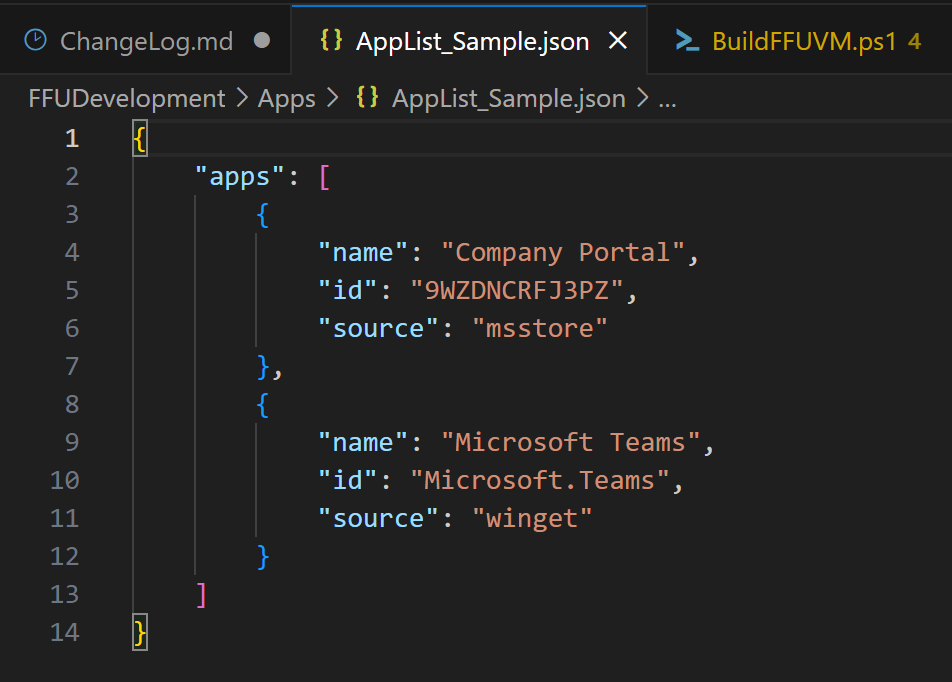 ChangeLog.md AppList_Sample.json BuildFFUVM.ps1 4
FFUDevelopment > Apps > {} AppList_Sample.json > ...
1 {
2     "apps": [
3         {
4             "name": "Company Portal",
5             "id": "9WZDNCRFJ3PZ",
6             "source": "msstore"
7         },
8         {
9             "name": "Microsoft Teams",
10             "id": "Microsoft.Teams",
11             "source": "winget"
12         }
13     ]
14 }